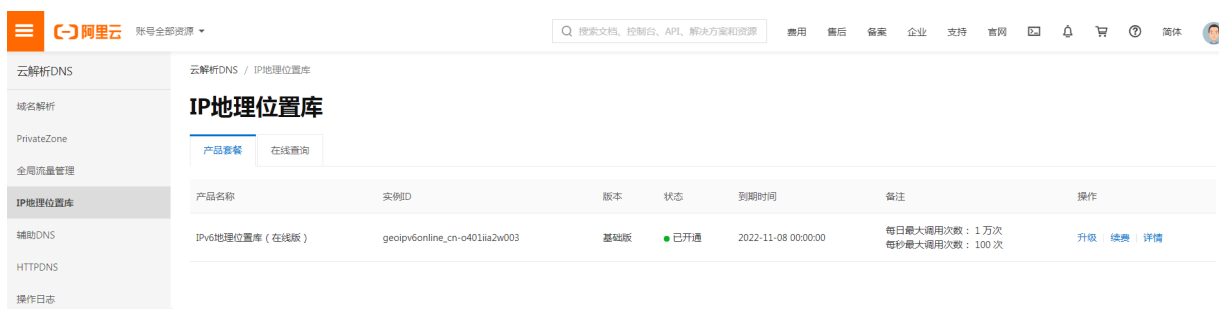 阿里云 账号全部资源 搜索文档、控制台、API、解决方案和资源 费用 售后 备案 企业 支持 官网 简体
云解析DNS
云解析DNS / IP地理位置库
域名解析
IP地理位置库
PrivateZone
产品套餐 在线查询
全局流量管理
产品名称 实例ID 版本 状态 到期时间 备注 操作
IP地理位置库
辅助DNS
IPv6地理位置库（在线版） geoipv6online_cn-o401iia2w003 基础版 已开通 2022-11-08 00:00:00 每日最大调用次数：1 万次 升级 续费 详情
每秒最大调用次数：100 次
HTTPDNS
操作日志